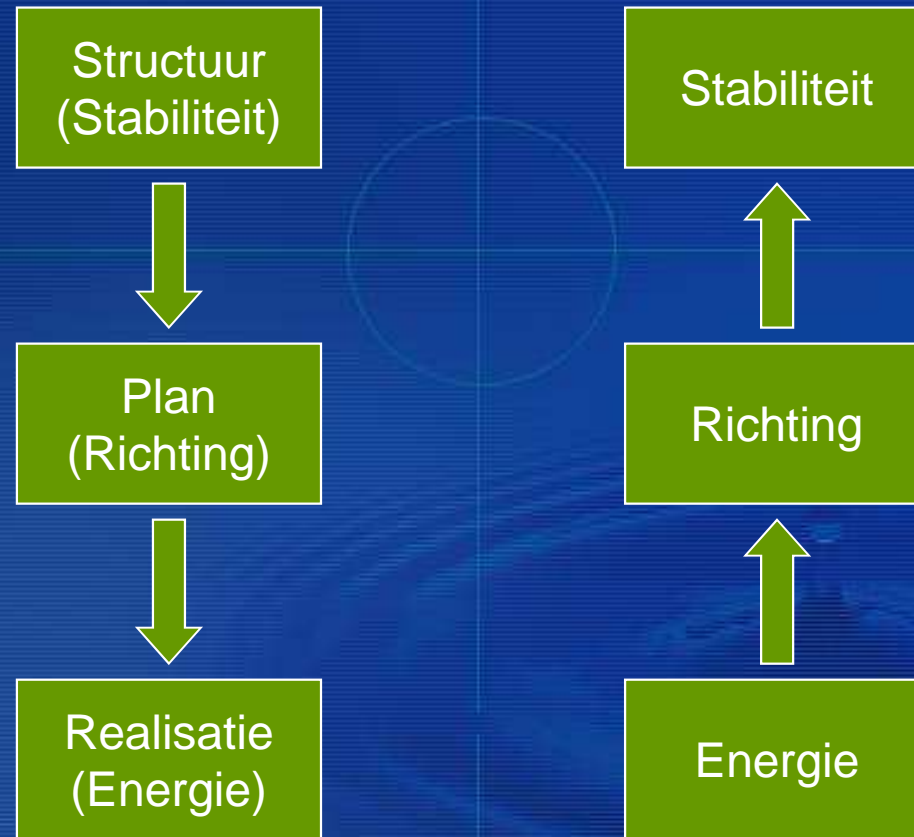 Structuur
(Stabiliteit)
Plan
(Richting)
Realisatie
(Energie)
Stabiliteit
Richting
Energie